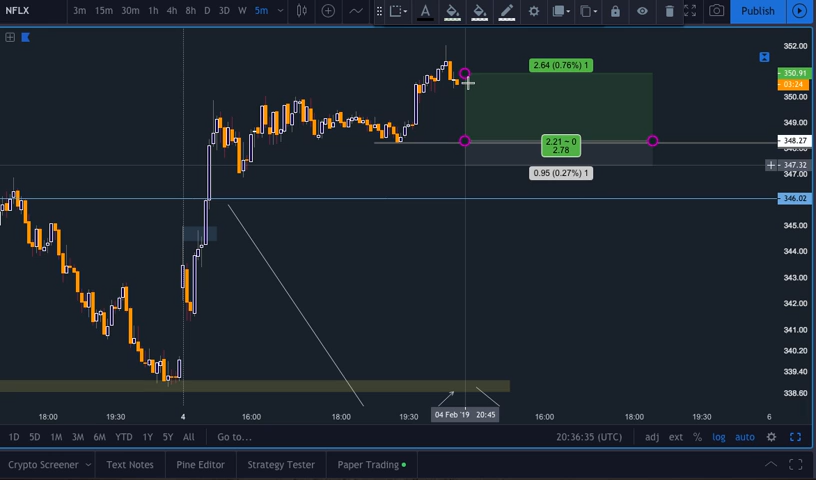 NFLX
3m 15m 30m 1h 4h 8h D 3D W 5m
Publish
352.00
2.64 (0.76%) 1
350.91
03:24
350.00
349.00
2.21 ~ 0
2.78
348.27
347.32
0.95 (0.27%) 1
347.00
346.02
345.00
344.00
343.00
342.00
341.00
340.20
339.40
338.60
18:00 19:30 4 16:00 18:00 19:30 04 Feb '19 20:45 16:00 18:00 19:30 6
1D 5D 1M 3M 6M YTD 1Y 5Y All Go to... 20:36:35 (UTC) adj ext % log auto
Crypto Screener Text Notes Pine Editor Strategy Tester Paper Trading